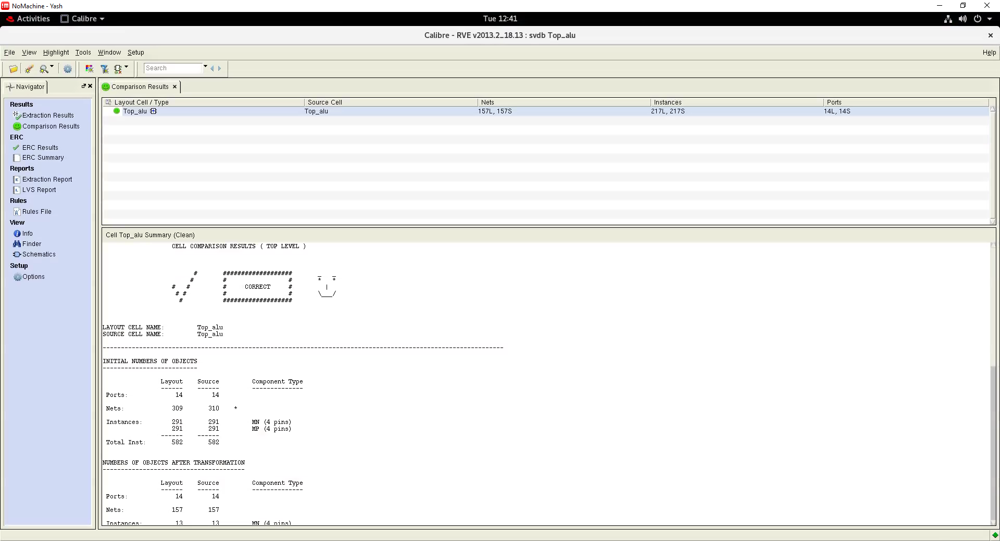 NoMachine - Yash
Activities Calibre Tue 12:41
Calibre - RVE v2013.2_18.13 : svdb Top_alu
File View Highlight Tools Window Setup Help
Search
Navigator
Results
Extraction Results
Comparison Results
ERC
ERC Results
ERC Summary
Reports
Extraction Report
LVS Report
Rules
Rules File
View
Info
Finder
Schematics
Setup
Options
Comparison Results
Layout Cell / Type Source Cell Nets Instances Ports
Top_alu Top_alu 157L, 157S 217L, 217S 14L, 14S
Cell Top_alu Summary (Clean)
CELL COMPARISON RESULTS ( TOP LEVEL )
# ################### _ _
# # # * *
# # # CORRECT # |
# # # # \___/
# ###################
LAYOUT CELL NAME: Top_alu
SOURCE CELL NAME: Top_alu
--------------------------------------------------------------------------------------------------------------
INITIAL NUMBERS OF OBJECTS
--------------------------
Layout Source Component Type
------ ------ --------------
Ports: 14 14
Nets: 309 310 *
Instances: 291 291 MN (4 pins)
291 291 MP (4 pins)
------ ------
Total Inst: 582 582
NUMBERS OF OBJECTS AFTER TRANSFORMATION
---------------------------------------
Layout Source Component Type
------ ------ --------------
Ports: 14 14
Nets: 157 157
Instances: 13 13 MN (4 pins)